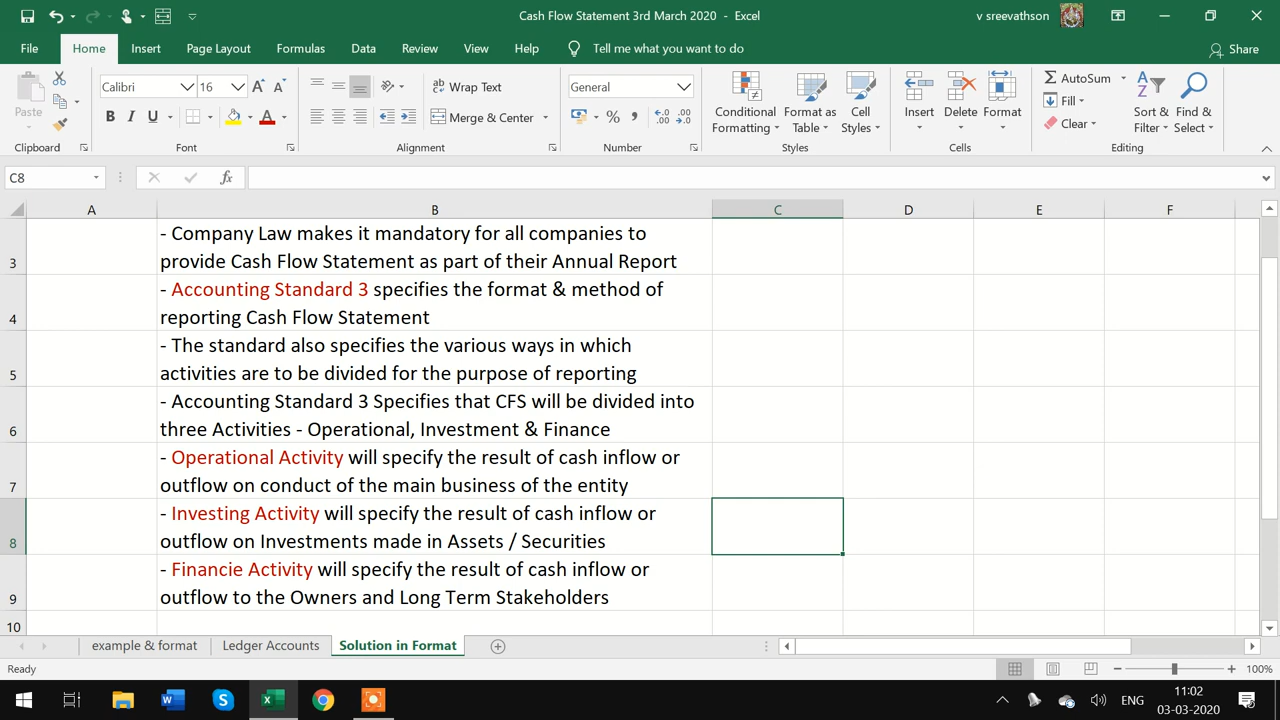 Cash Flow Statement 3rd March 2020 - Excel
v sreevathson
File Home Insert Page Layout Formulas Data Review View Help Tell me what you want to do Share
Paste
Clipboard
Calibri 16
B I U
Font
Wrap Text
Merge & Center
Alignment
General
Number
Conditional Formatting
Format as Table
Cell Styles
Styles
Insert Delete Format
Cells
AutoSum
Fill
Clear
Sort & Filter
Find & Select
Editing
C8
fx
A B C D E F
3
- Company Law makes it mandatory for all companies to
provide Cash Flow Statement as part of their Annual Report
4
- Accounting Standard 3 specifies the format & method of
reporting Cash Flow Statement
5
- The standard also specifies the various ways in which
activities are to be divided for the purpose of reporting
6
- Accounting Standard 3 Specifies that CFS will be divided into
three Activities - Operational, Investment & Finance
7
- Operational Activity will specify the result of cash inflow or
outflow on conduct of the main business of the entity
8
- Investing Activity will specify the result of cash inflow or
outflow on Investments made in Assets / Securities
9
- Financie Activity will specify the result of cash inflow or
outflow to the Owners and Long Term Stakeholders
10
example & format Ledger Accounts Solution in Format
Ready
100%
ENG
11:02
03-03-2020